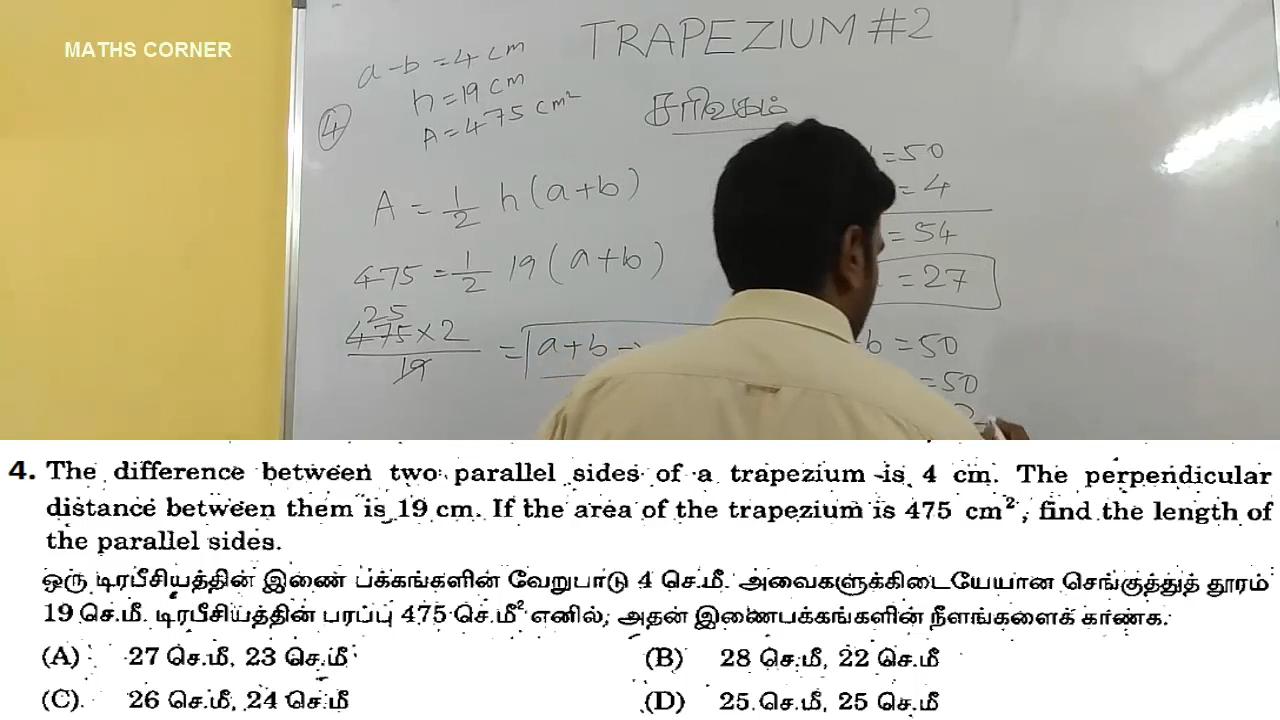 MATHS CORNER
TRAPEZIUM #2
சரிவகம்
④
a-b = 4 cm
h = 19 cm
A = 475 cm²
A = 1/2 h (a+b)
475 = 1/2 19 (a+b)
25
475 × 2
19
= a+b
= 50
= 4
= 54
= 27
b = 50
= 50
4. The difference between two parallel sides of a trapezium is 4 cm. The perpendicular
distance between them is 19 cm. If the area of the trapezium is 475 cm², find the length of
the parallel sides.
ஒரு டிரபீசியத்தின் இணை பக்கங்களின் வேறுபாடு 4 செ.மீ. அவைகளுக்கிடையேயான செங்குத்துத் தூரம்
19 செ.மீ. டிரபீசியத்தின் பரப்பு 475 செ.மீ² எனில், அதன் இணைபக்கங்களின் நீளங்களைக் காண்க.
(A) 27 செ.மீ, 23 செ.மீ (B) 28 செ.மீ, 22 செ.மீ
(C) 26 செ.மீ, 24 செ.மீ (D) 25 செ.மீ, 25 செ.மீ